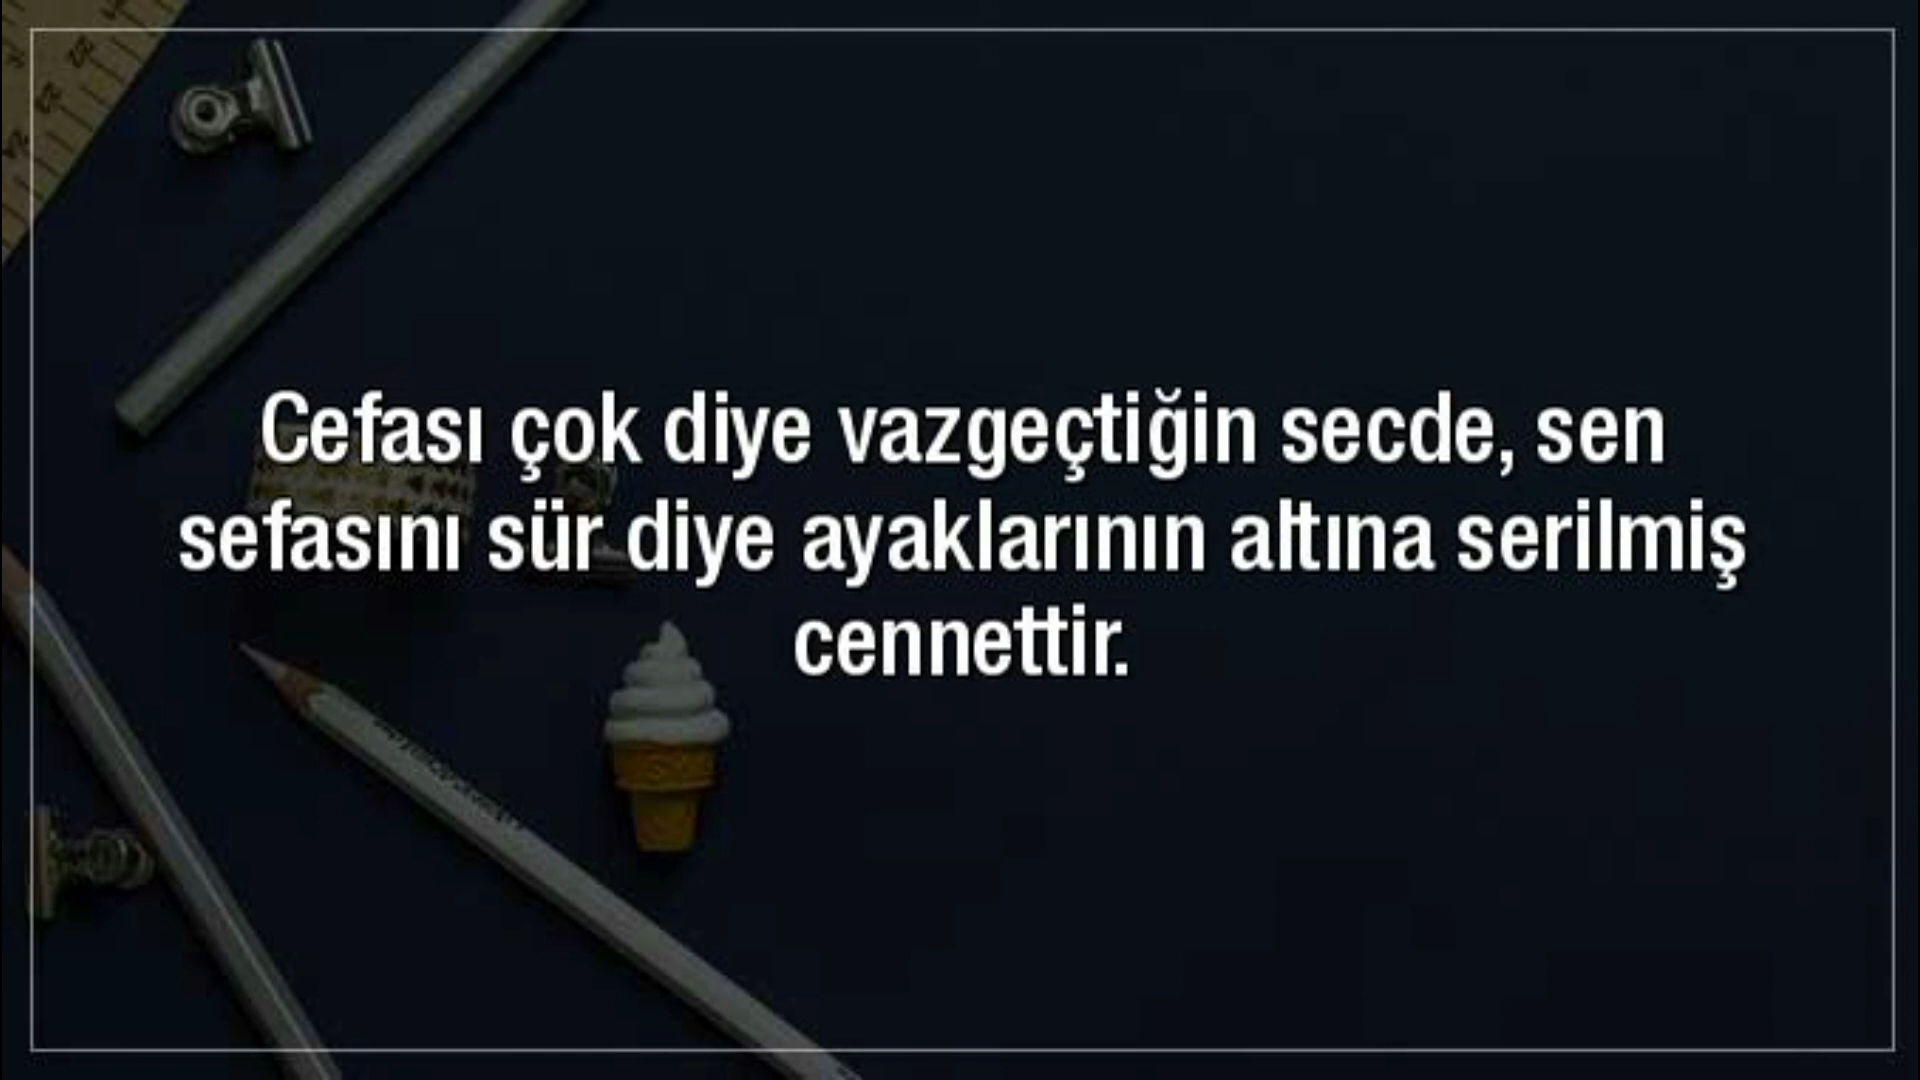 Cefası çok diye vazgeçtiğin secde, sen
sefasını sür diye ayaklarının altına serilmiş
cennettir.